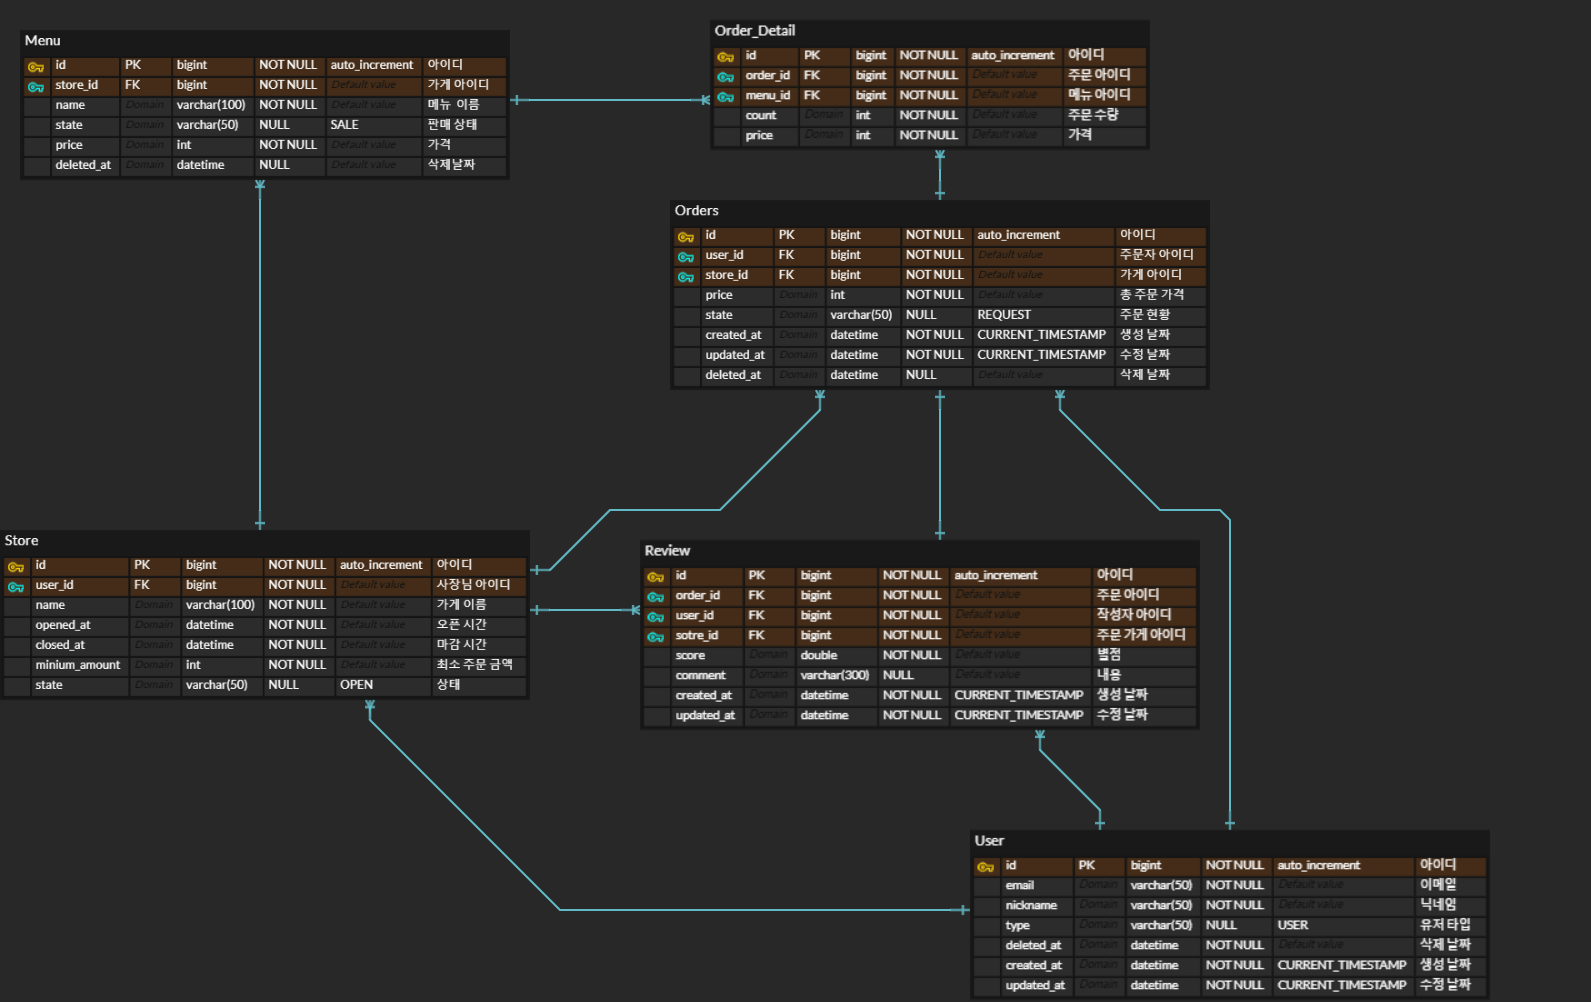 Menu
id PK bigint NOT NULL auto_increment 아이디
store_id FK bigint NOT NULL Default value 가게 아이디
name Domain varchar(100) NOT NULL Default value 메뉴 이름
state Domain varchar(50) NULL SALE 판매 상태
price Domain int NOT NULL Default value 가격
deleted_at Domain datetime NULL Default value 삭제날짜
Order_Detail
id PK bigint NOT NULL auto_increment 아이디
order_id FK bigint NOT NULL Default value 주문 아이디
menu_id FK bigint NOT NULL Default value 메뉴 아이디
count Domain int NOT NULL Default value 주문 수량
price Domain int NOT NULL Default value 가격
Orders
id PK bigint NOT NULL auto_increment 아이디
user_id FK bigint NOT NULL Default value 주문자 아이디
store_id FK bigint NOT NULL Default value 가게 아이디
price Domain int NOT NULL Default value 총 주문 가격
state Domain varchar(50) NULL REQUEST 주문 현황
created_at Domain datetime NOT NULL CURRENT_TIMESTAMP 생성 날짜
updated_at Domain datetime NOT NULL CURRENT_TIMESTAMP 수정 날짜
deleted_at Domain datetime NULL Default value 삭제 날짜
Store
id PK bigint NOT NULL auto_increment 아이디
user_id FK bigint NOT NULL Default value 사장님 아이디
name Domain varchar(100) NOT NULL Default value 가게 이름
opened_at Domain datetime NOT NULL Default value 오픈 시간
closed_at Domain datetime NOT NULL Default value 마감 시간
minium_amount Domain int NOT NULL Default value 최소 주문 금액
state Domain varchar(50) NULL OPEN 상태
Review
id PK bigint NOT NULL auto_increment 아이디
order_id FK bigint NOT NULL Default value 주문 아이디
user_id FK bigint NOT NULL Default value 작성자 아이디
sotre_id FK bigint NOT NULL Default value 주문 가게 아이디
score Domain double NOT NULL Default value 별점
comment Domain varchar(300) NULL Default value 내용
created_at Domain datetime NOT NULL CURRENT_TIMESTAMP 생성 날짜
updated_at Domain datetime NOT NULL CURRENT_TIMESTAMP 수정 날짜
User
id PK bigint NOT NULL auto_increment 아이디
email Domain varchar(50) NOT NULL Default value 이메일
nickname Domain varchar(50) NOT NULL Default value 닉네임
type Domain varchar(50) NULL USER 유저 타입
deleted_at Domain datetime NOT NULL Default value 삭제 날짜
created_at Domain datetime NOT NULL CURRENT_TIMESTAMP 생성 날짜
updated_at Domain datetime NOT NULL CURRENT_TIMESTAMP 수정 날짜